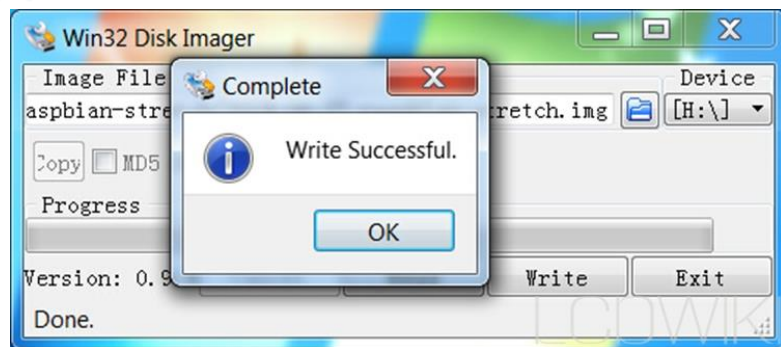 Win32 Disk Imager
Image File
Device
Complete
aspbian-stre
tretch.img
[H:\]
Write Successful.
Copy
MD5
Progress
OK
Version: 0.9
Write
Exit
Done.
LCDWIKI